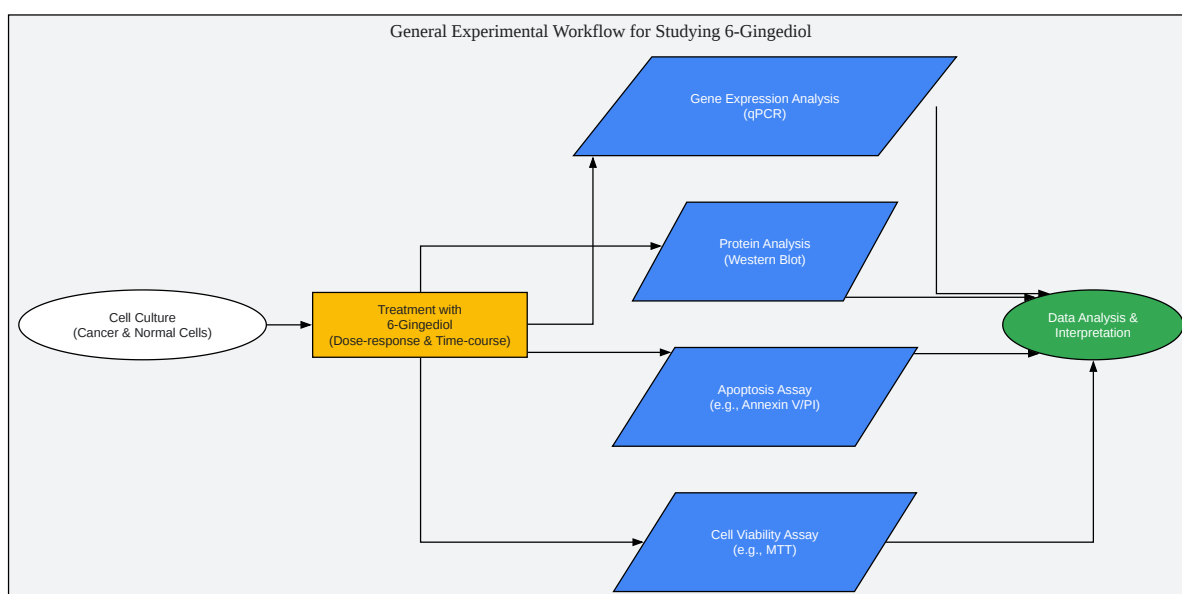 General Experimental Workflow for Studying 6-Gingediol
Gene Expression Analysis
(qPCR)
Protein Analysis
(Western Blot)
Cell Culture
(Cancer & Normal Cells)
Treatment with
6-Gingediol
(Dose-response & Time-course)
Data Analysis &
Interpretation
Apoptosis Assay
(e.g., Annexin V/PI)
Cell Viability Assay
(e.g., MTT)